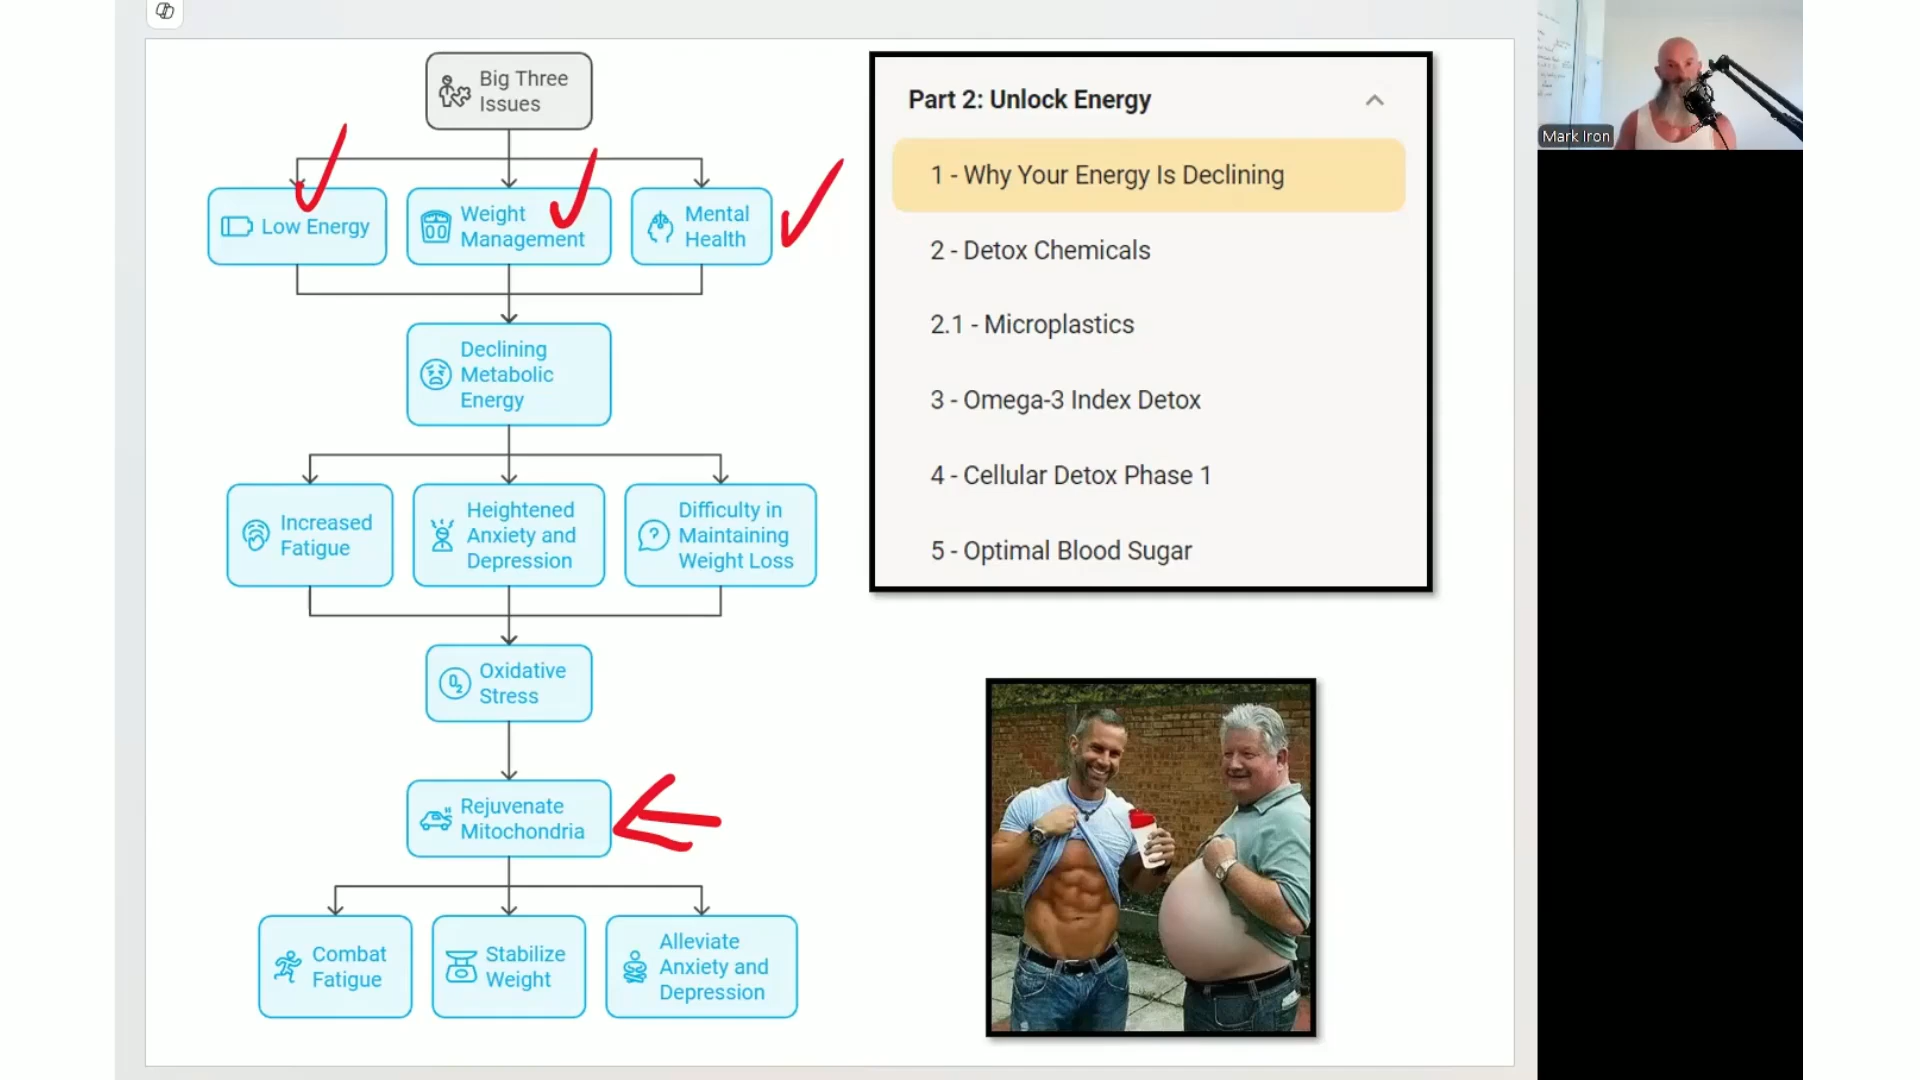 Big Three
Issues
Low Energy
Weight
Management
Mental
Health
Declining
Metabolic
Energy
Increased
Fatigue
Heightened
Anxiety and
Depression
Difficulty in
Maintaining
Weight Loss
O2
Oxidative
Stress
Rejuvenate
Mitochondria
Combat
Fatigue
Stabilize
Weight
Alleviate
Anxiety and
Depression
Part 2: Unlock Energy
1 - Why Your Energy Is Declining
2 - Detox Chemicals
2.1 - Microplastics
3 - Omega-3 Index Detox
4 - Cellular Detox Phase 1
5 - Optimal Blood Sugar
Mark Iron